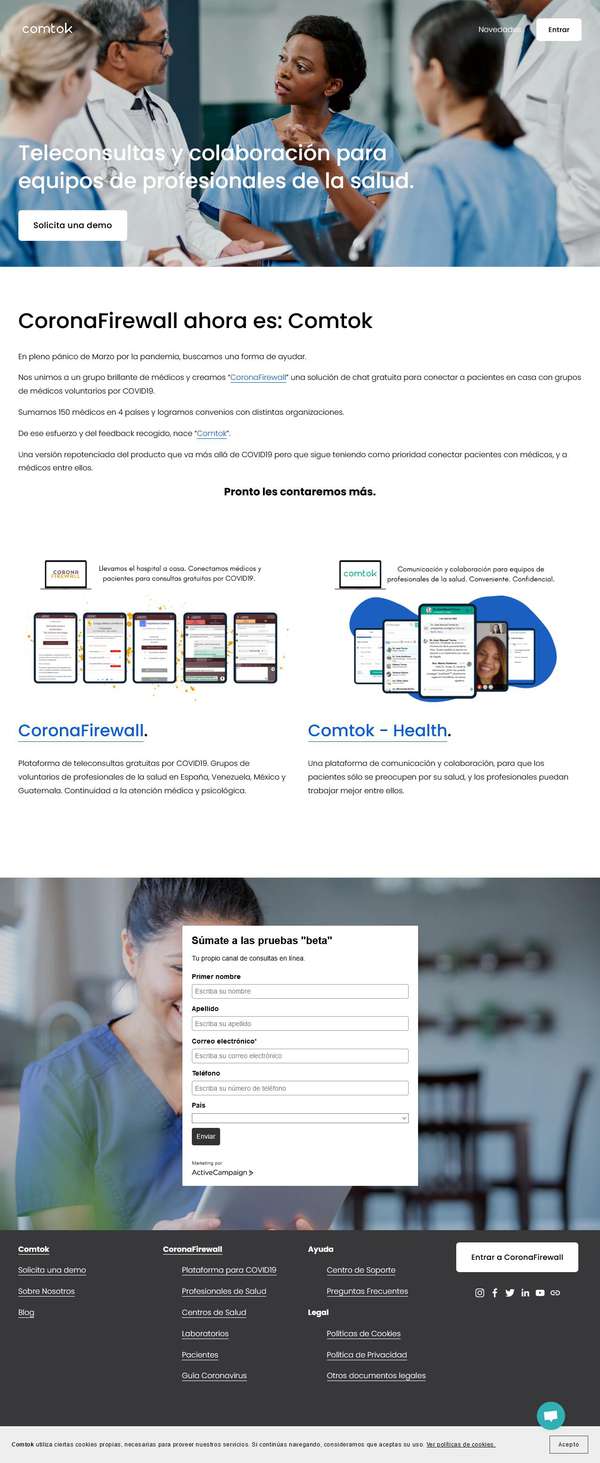 comtok
Novedades
Entrar
Teleconsultas y colaboración para
equipos de profesionales de la salud.
Solicita una demo
CoronaFirewall ahora es: Comtok
En pleno pánico de Marzo por la pandemia, buscamos una forma de ayudar.
Nos unimos a un grupo brillante de médicos y creamos "CoronaFirewall" una solución de chat gratuita para conectar a pacientes en casa con grupos
de médicos voluntarios por COVID19.
Sumamos 150 médicos en 4 países y logramos convenios con distintas organizaciones.
De ese esfuerzo y del feedback recogido, nace "Comtok".
Una versión repotenciada del producto que va más allá de COVID19 pero que sigue teniendo como prioridad conectar pacientes con médicos, y a
médicos entre ellos.
Pronto les contaremos más.
CORONA
FIREWALL
Llevamos el hospital a casa. Conectamos médicos y
pacientes para consultas gratuitas por COVID19.
comtok
Comunicación y colaboración para equipos de
profesionales de la salud. Conveniente. Confidencial.
CoronaFirewall.
Plataforma de teleconsultas gratuitas por COVID19. Grupos de
voluntarios de profesionales de la salud en España, Venezuela, México y
Guatemala. Continuidad a la atención médica y psicológica.
Comtok - Health.
Una plataforma de comunicación y colaboración, para que los
pacientes sólo se preocupen por su salud, y los profesionales puedan
trabajar mejor entre ellos.
Súmate a las pruebas "beta"
Tu propio canal de consultas en línea.
Primer nombre
Escriba su nombre
Apellido
Escriba su apellido
Correo electrónico*
Escriba su correo electrónico
Teléfono
Escriba su número de teléfono
País
Enviar
Marketing por
ActiveCampaign >
Comtok
Solicita una demo
Sobre Nosotros
Blog
CoronaFirewall
Plataforma para COVID19
Profesionales de Salud
Centros de Salud
Laboratorios
Pacientes
Guía Coronavirus
Ayuda
Centro de Soporte
Preguntas Frecuentes
Legal
Políticas de Cookies
Política de Privacidad
Otros documentos legales
Entrar a CoronaFirewall
Comtok utiliza ciertas cookies propias, necesarias para proveer nuestros servicios. Si continúas navegando, consideramos que aceptas su uso. Ver políticas de cookies.
Acepto